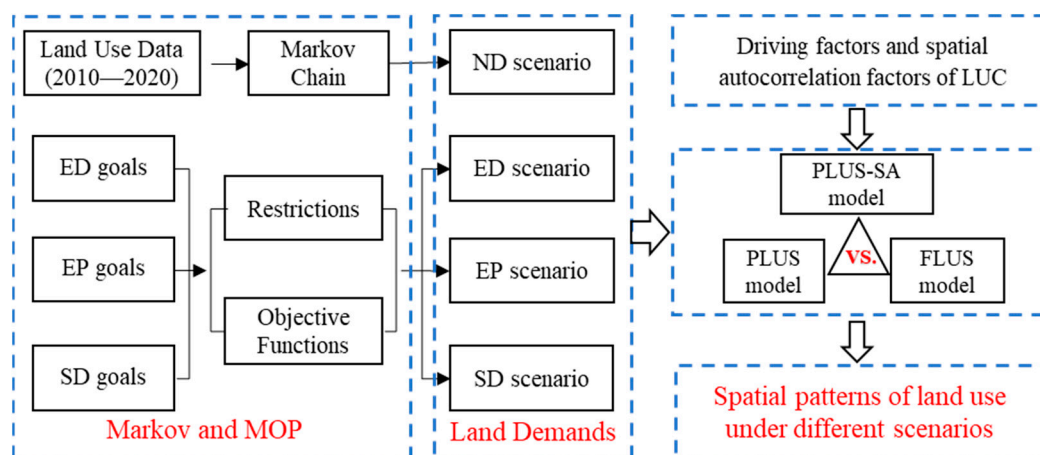 Land Use Data
(2010—2020)
Markov
Chain
ND scenario
ED goals
EP goals
SD goals
Restrictions
Objective
Functions
Markov and MOP
ED scenario
EP scenario
SD scenario
Land Demands
Driving factors and spatial
autocorrelation factors of LUC
PLUS-SA
model
PLUS
model
vs.
FLUS
model
Spatial patterns of land use
under different scenarios